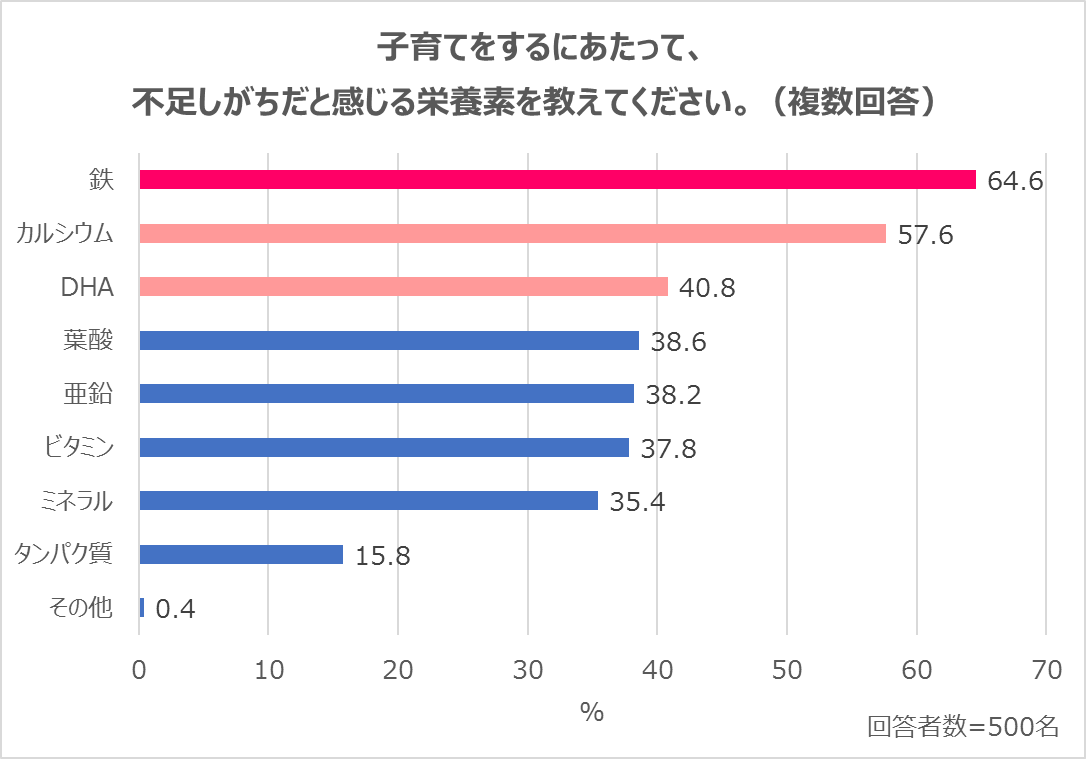 子育てをするにあたって、
不足しがちだと感じる栄養素を教えてください。（複数回答）
鉄 64.6
カルシウム 57.6
DHA 40.8
葉酸 38.6
亜鉛 38.2
ビタミン 37.8
ミネラル 35.4
タンパク質 15.8
その他 0.4
0 10 20 30 40 50 60 70
%
回答者数=500名